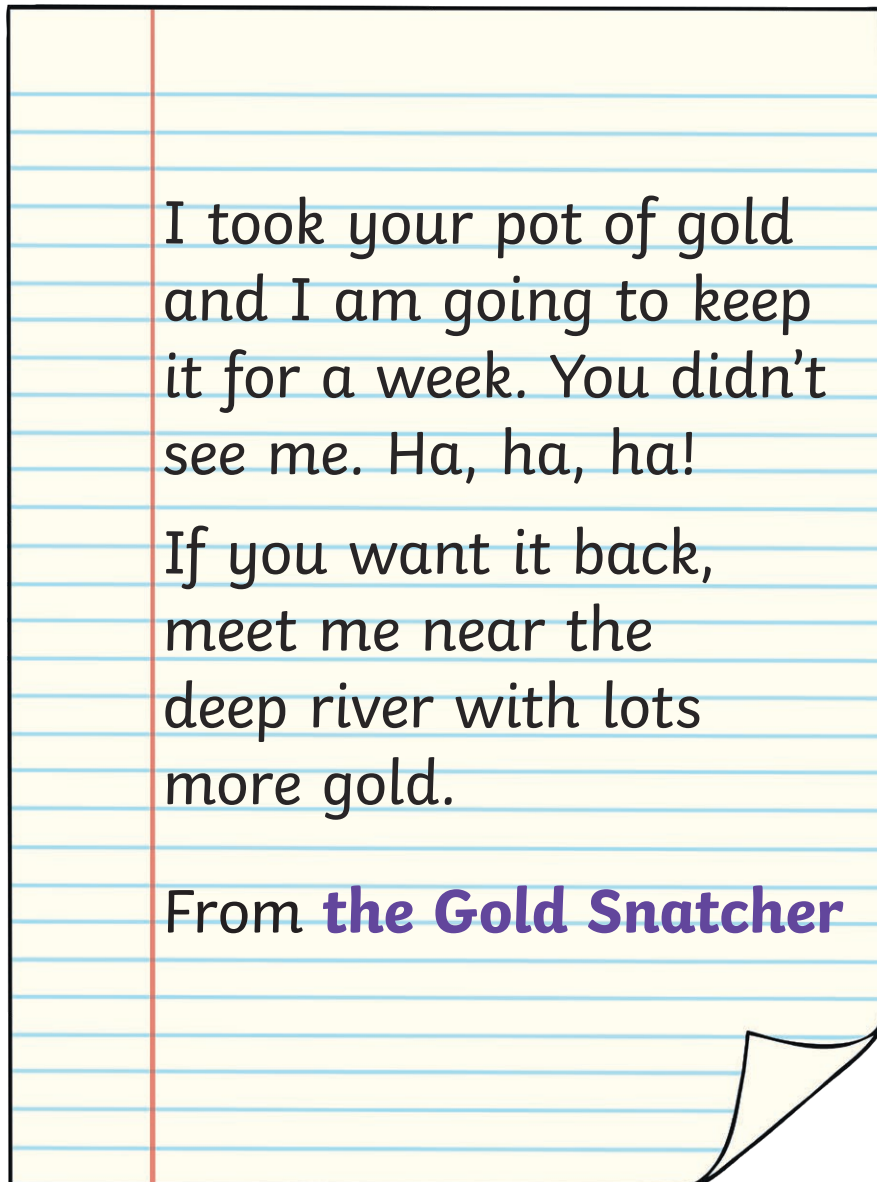 I took your pot of gold
and I am going to keep
it for a week. You didn't
see me. Ha, ha, ha!
If you want it back,
meet me near the
deep river with lots
more gold.
From the Gold Snatcher